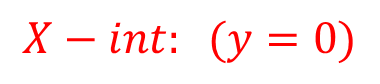 X − int: (y = 0)